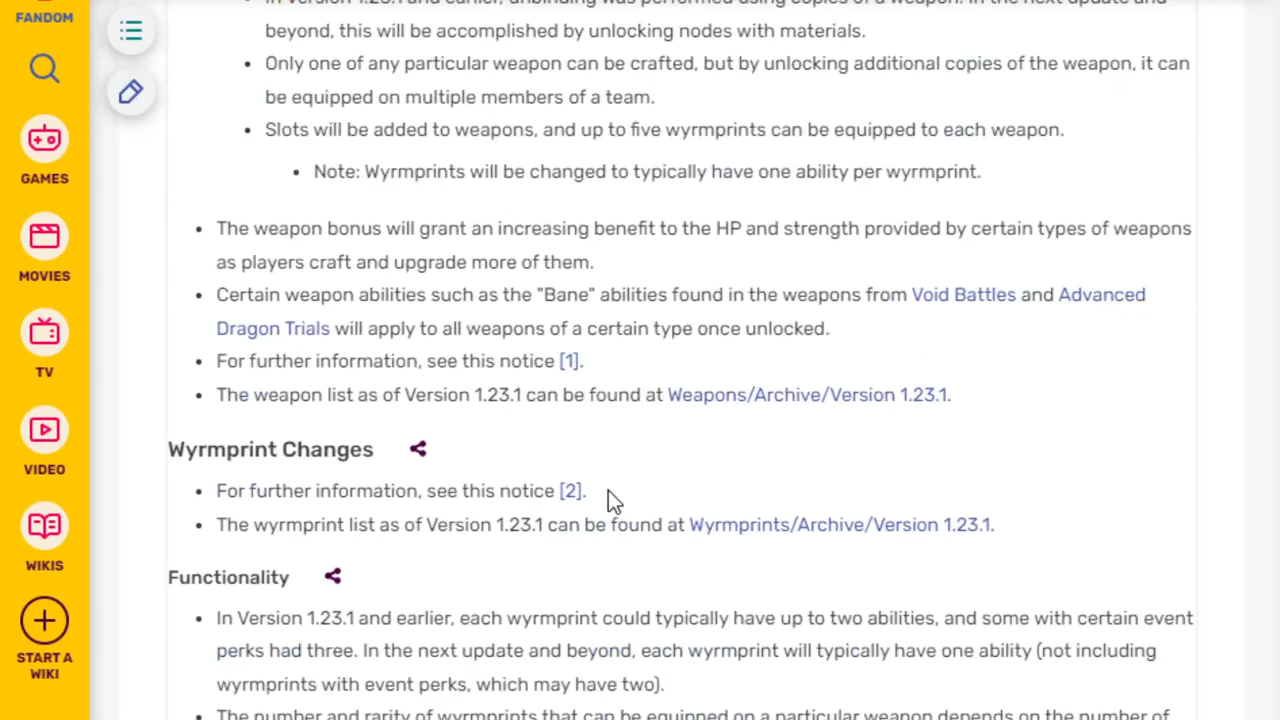 FANDOM
GAMES
MOVIES
TV
VIDEO
WIKIS
START A
WIKI
In Version 1.23.1 and earlier, unbinding was performed using copies of a weapon. In the next update and
beyond, this will be accomplished by unlocking nodes with materials.
Only one of any particular weapon can be crafted, but by unlocking additional copies of the weapon, it can
be equipped on multiple members of a team.
Slots will be added to weapons, and up to five wyrmprints can be equipped to each weapon.
Note: Wyrmprints will be changed to typically have one ability per wyrmprint.
The weapon bonus will grant an increasing benefit to the HP and strength provided by certain types of weapons
as players craft and upgrade more of them.
Certain weapon abilities such as the "Bane" abilities found in the weapons from Void Battles and Advanced
Dragon Trials will apply to all weapons of a certain type once unlocked.
For further information, see this notice [1].
The weapon list as of Version 1.23.1 can be found at Weapons/Archive/Version 1.23.1.
Wyrmprint Changes
For further information, see this notice [2].
The wyrmprint list as of Version 1.23.1 can be found at Wyrmprints/Archive/Version 1.23.1.
Functionality
In Version 1.23.1 and earlier, each wyrmprint could typically have up to two abilities, and some with certain event
perks had three. In the next update and beyond, each wyrmprint will typically have one ability (not including
wyrmprints with event perks, which may have two).
The number and rarity of wyrmprints that can be equipped on a particular weapon depends on the number of